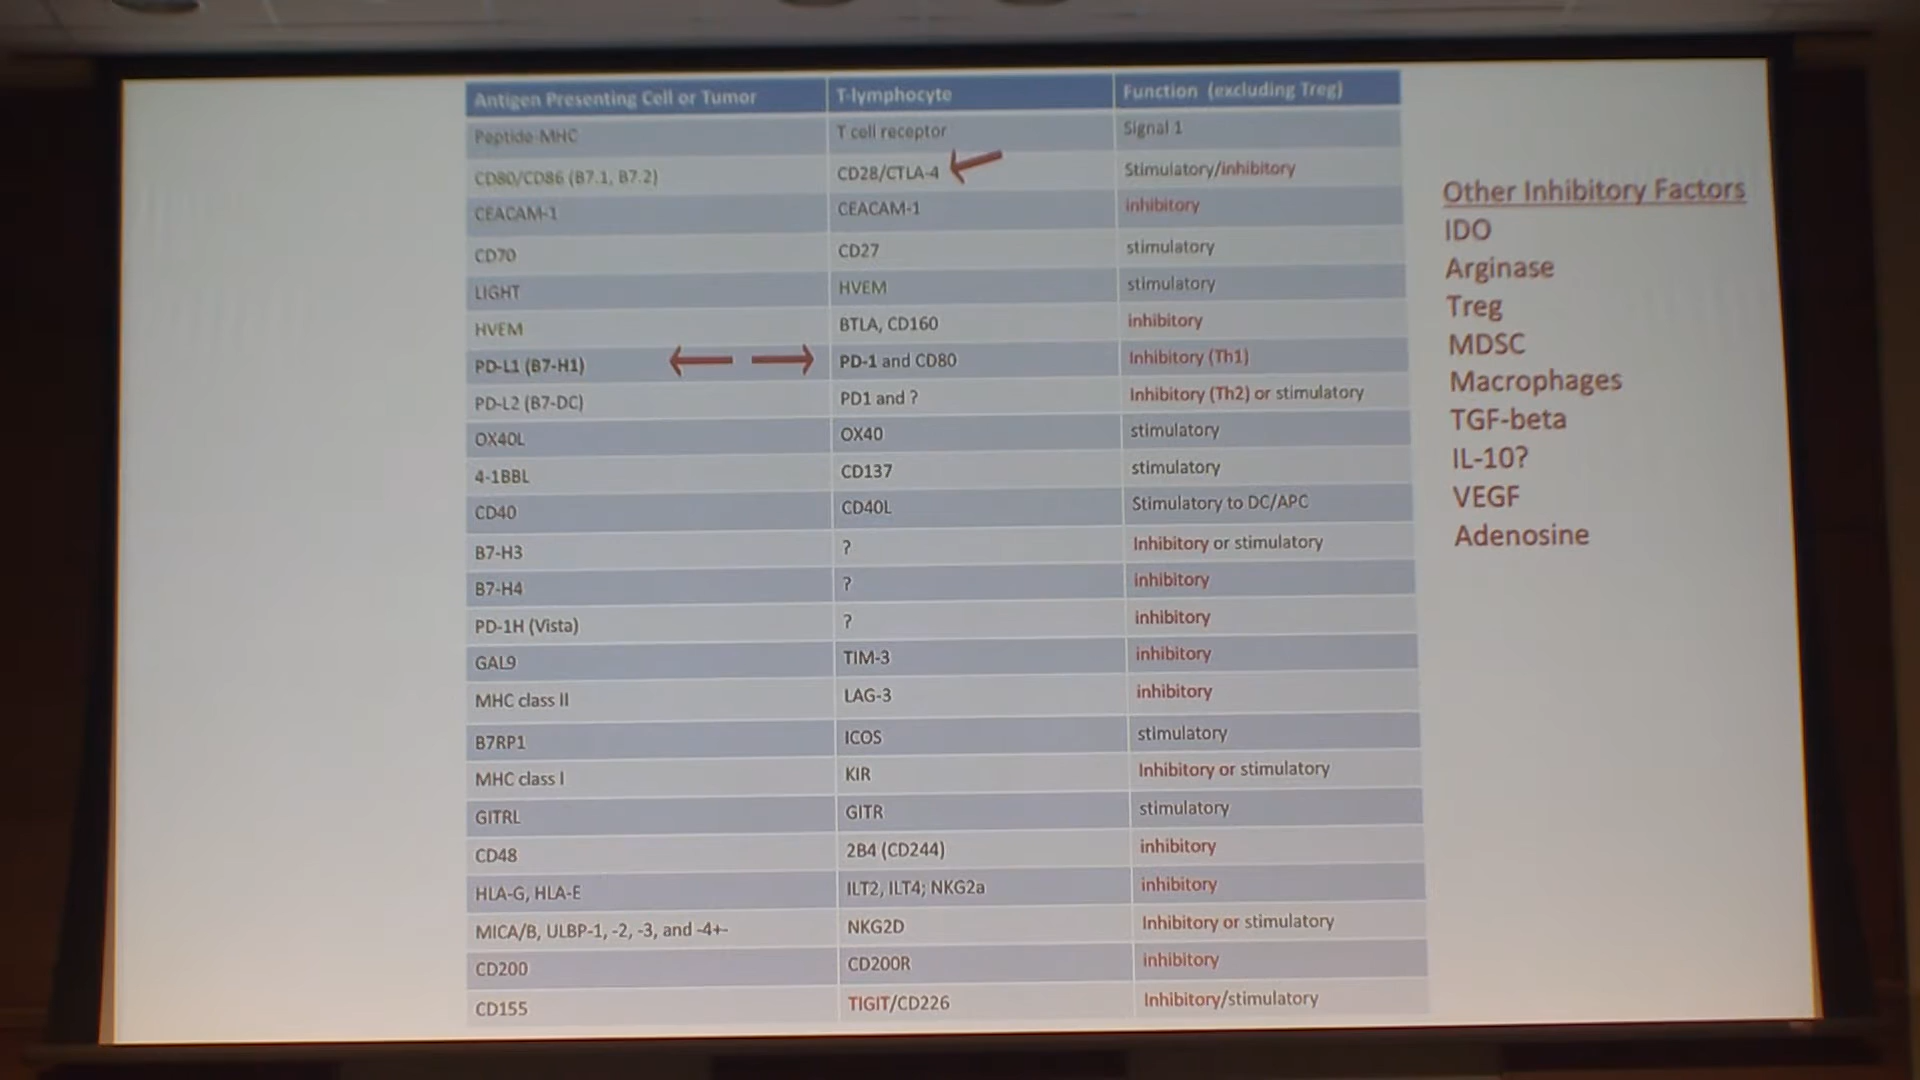 Antigen Presenting Cell or Tumor T-lymphocyte Function (excluding Treg)
Peptide-MHC T cell receptor Signal 1
CD80/CD86 (B7.1, B7.2) CD28/CTLA-4 Stimulatory/inhibitory
CEACAM-1 CEACAM-1 inhibitory
CD70 CD27 stimulatory
LIGHT HVEM stimulatory
HVEM BTLA, CD160 inhibitory
PD-L1 (B7-H1) PD-1 and CD80 Inhibitory (Th1)
PD-L2 (B7-DC) PD1 and ? Inhibitory (Th2) or stimulatory
OX40L OX40 stimulatory
4-1BBL CD137 stimulatory
CD40 CD40L Stimulatory to DC/APC
B7-H3 ? Inhibitory or stimulatory
B7-H4 ? inhibitory
PD-1H (Vista) ? inhibitory
GAL9 TIM-3 inhibitory
MHC class II LAG-3 inhibitory
B7RP1 ICOS stimulatory
MHC class I KIR Inhibitory or stimulatory
GITRL GITR stimulatory
CD48 2B4 (CD244) inhibitory
HLA-G, HLA-E ILT2, ILT4; NKG2a inhibitory
MICA/B, ULBP-1, -2, -3, and -4+- NKG2D Inhibitory or stimulatory
CD200 CD200R inhibitory
CD155 TIGIT/CD226 Inhibitory/stimulatory
Other Inhibitory Factors
IDO
Arginase
Treg
MDSC
Macrophages
TGF-beta
IL-10?
VEGF
Adenosine